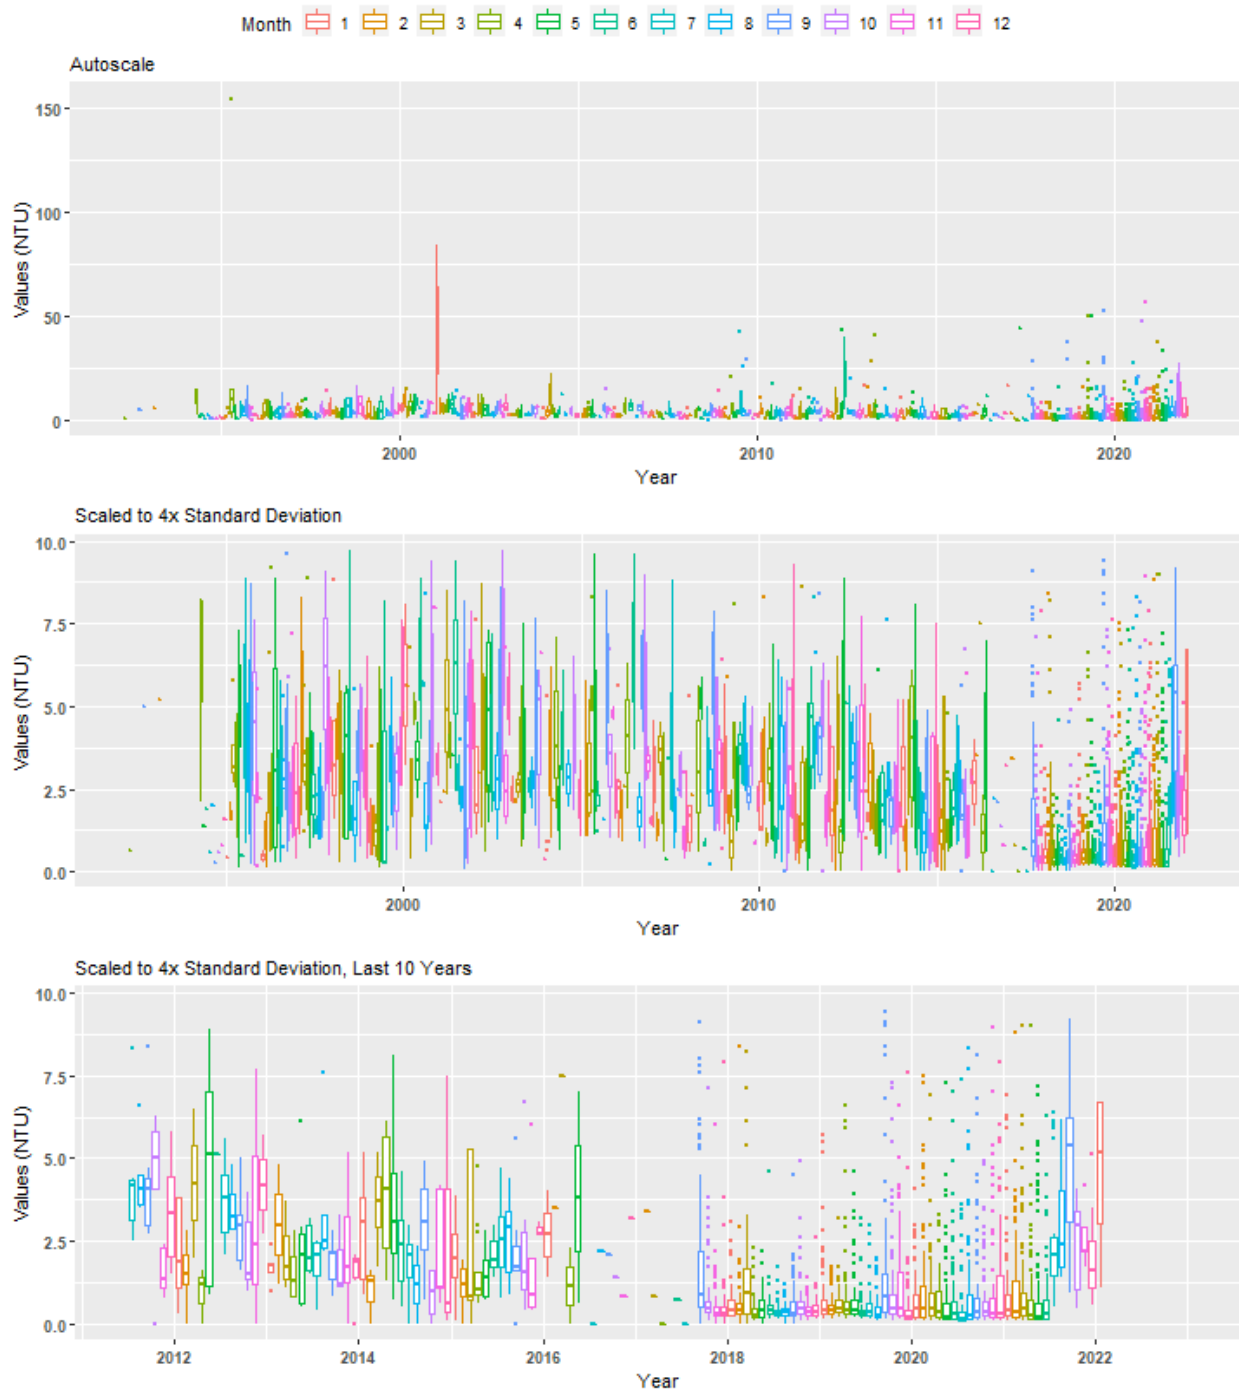 Month 1 2 3 4 5 6 7 8 9 10 11 12
Autoscale
Values (NTU)
150
100
50
0
2000 2010 2020
Year
Scaled to 4x Standard Deviation
Values (NTU)
10.0
7.5
5.0
2.5
0.0
2000 2010 2020
Year
Scaled to 4x Standard Deviation, Last 10 Years
Values (NTU)
10.0
7.5
5.0
2.5
0.0
2012 2014 2016 2018 2020 2022
Year